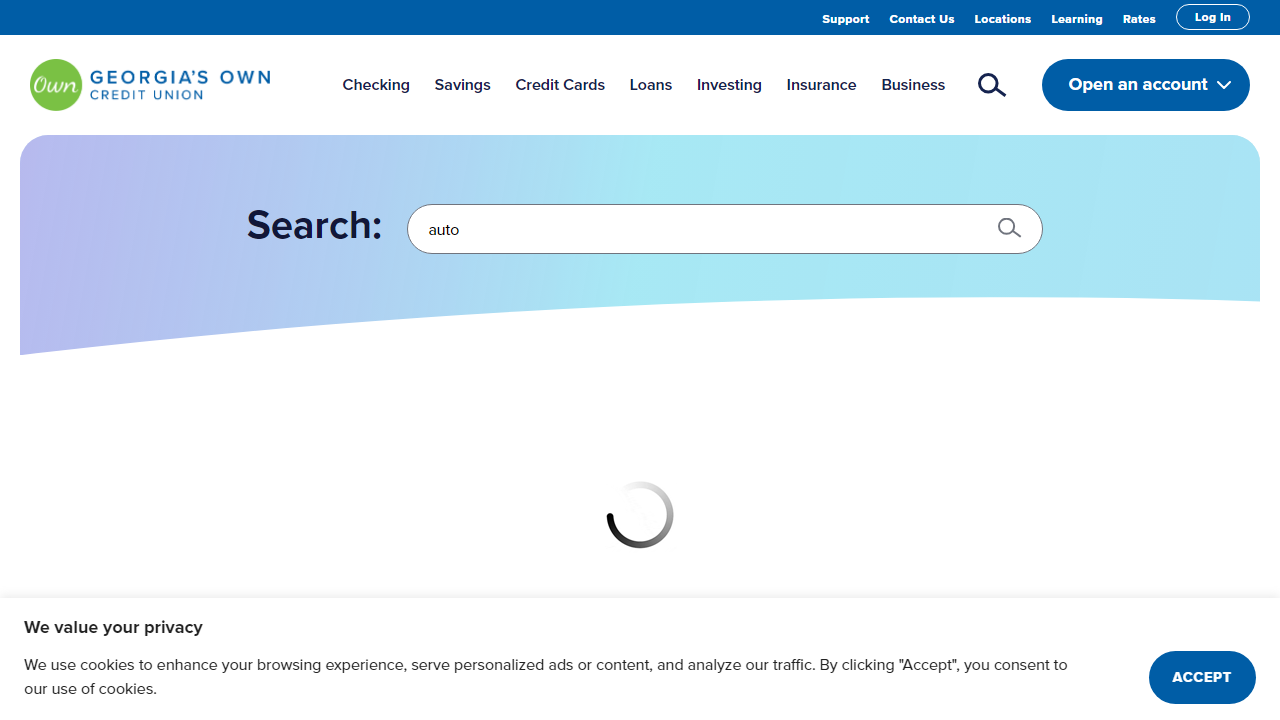 Support Contact Us Locations Learning Rates Log In
Own GEORGIA'S OWN
CREDIT UNION
Checking Savings Credit Cards Loans Investing Insurance Business Open an account
Search: auto
We value your privacy
We use cookies to enhance your browsing experience, serve personalized ads or content, and analyze our traffic. By clicking "Accept", you consent to
our use of cookies.
ACCEPT